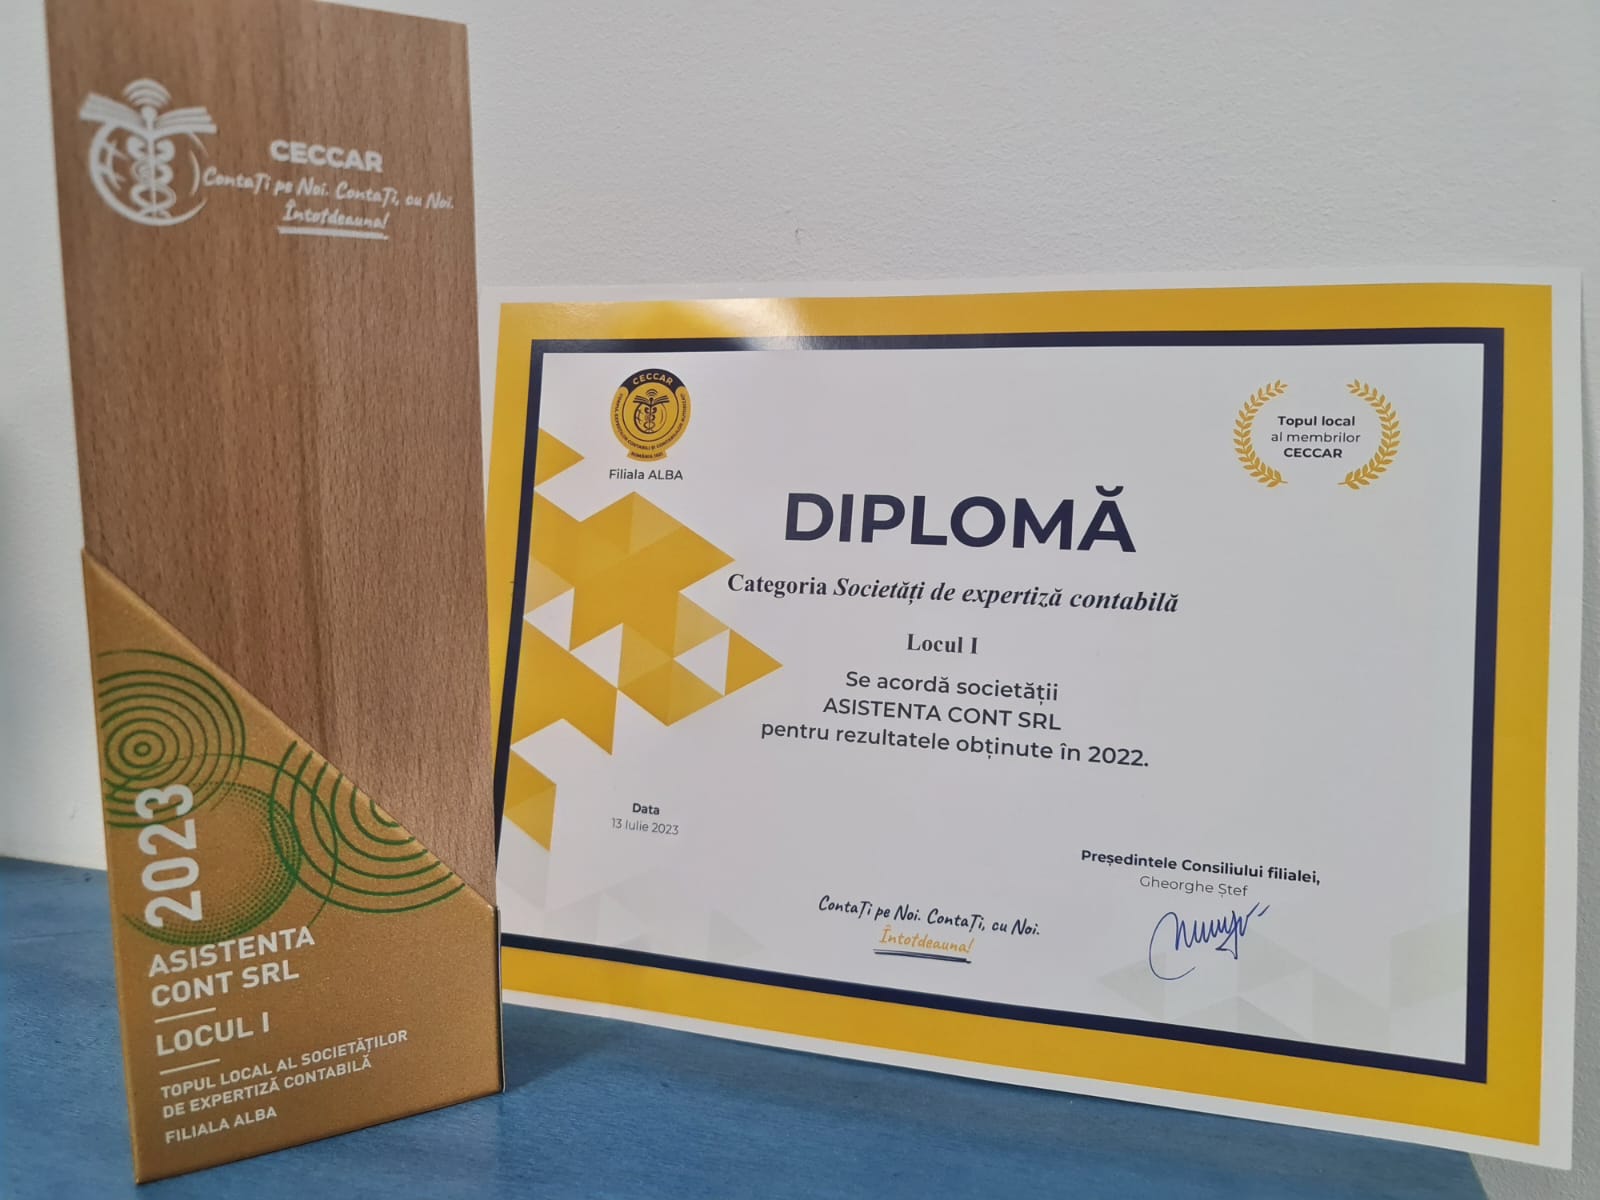 CECCAR
ContaȚi pe Noi. ContaȚi, cu Noi.
Întotdeauna!
2023
ASISTENTA
CONT SRL
LOCUL I
TOPUL LOCAL AL SOCIETĂȚILOR
DE EXPERTIZĂ CONTABILĂ
FILIALA ALBA
CECCAR
Filiala ALBA
Topul local
al membrilor
CECCAR
DIPLOMĂ
Categoria Societăți de expertiză contabilă
Locul I
Se acordă societății
ASISTENTA CONT SRL
pentru rezultatele obținute în 2022.
Data
13 Iulie 2023
Președintele Consiliului filialei,
Gheorghe Ștef
ContaȚi pe Noi. ContaȚi, cu Noi.
Întotdeauna!